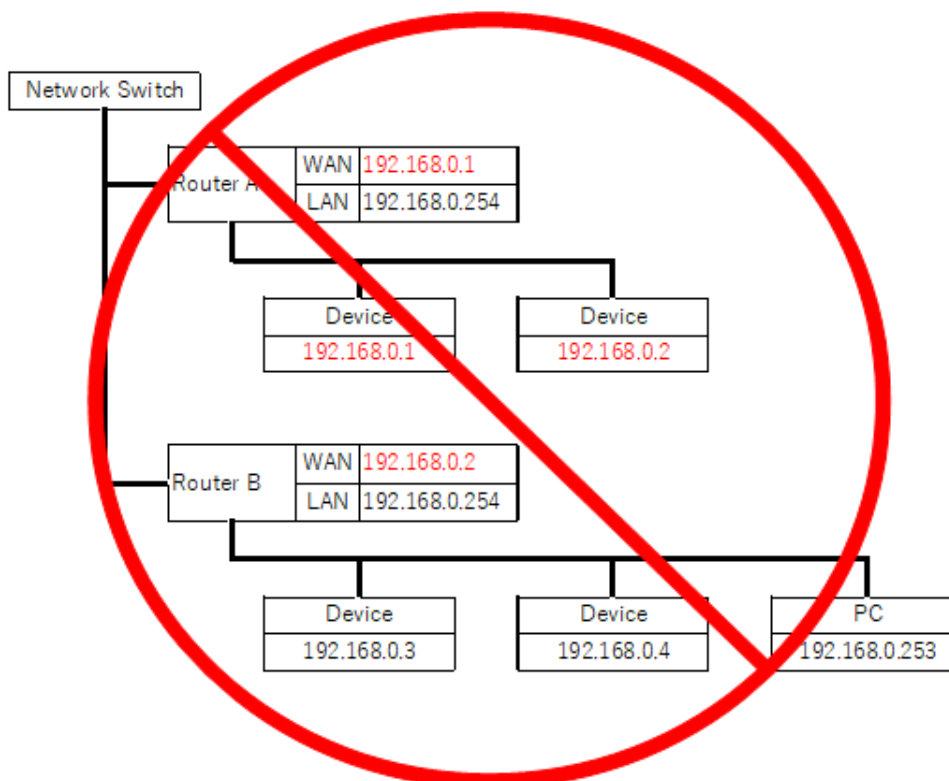 Network Switch
Router A WAN 192.168.0.1
LAN 192.168.0.254
Device Device
192.168.0.1 192.168.0.2
Router B WAN 192.168.0.2
LAN 192.168.0.254
Device Device PC
192.168.0.3 192.168.0.4 192.168.0.253